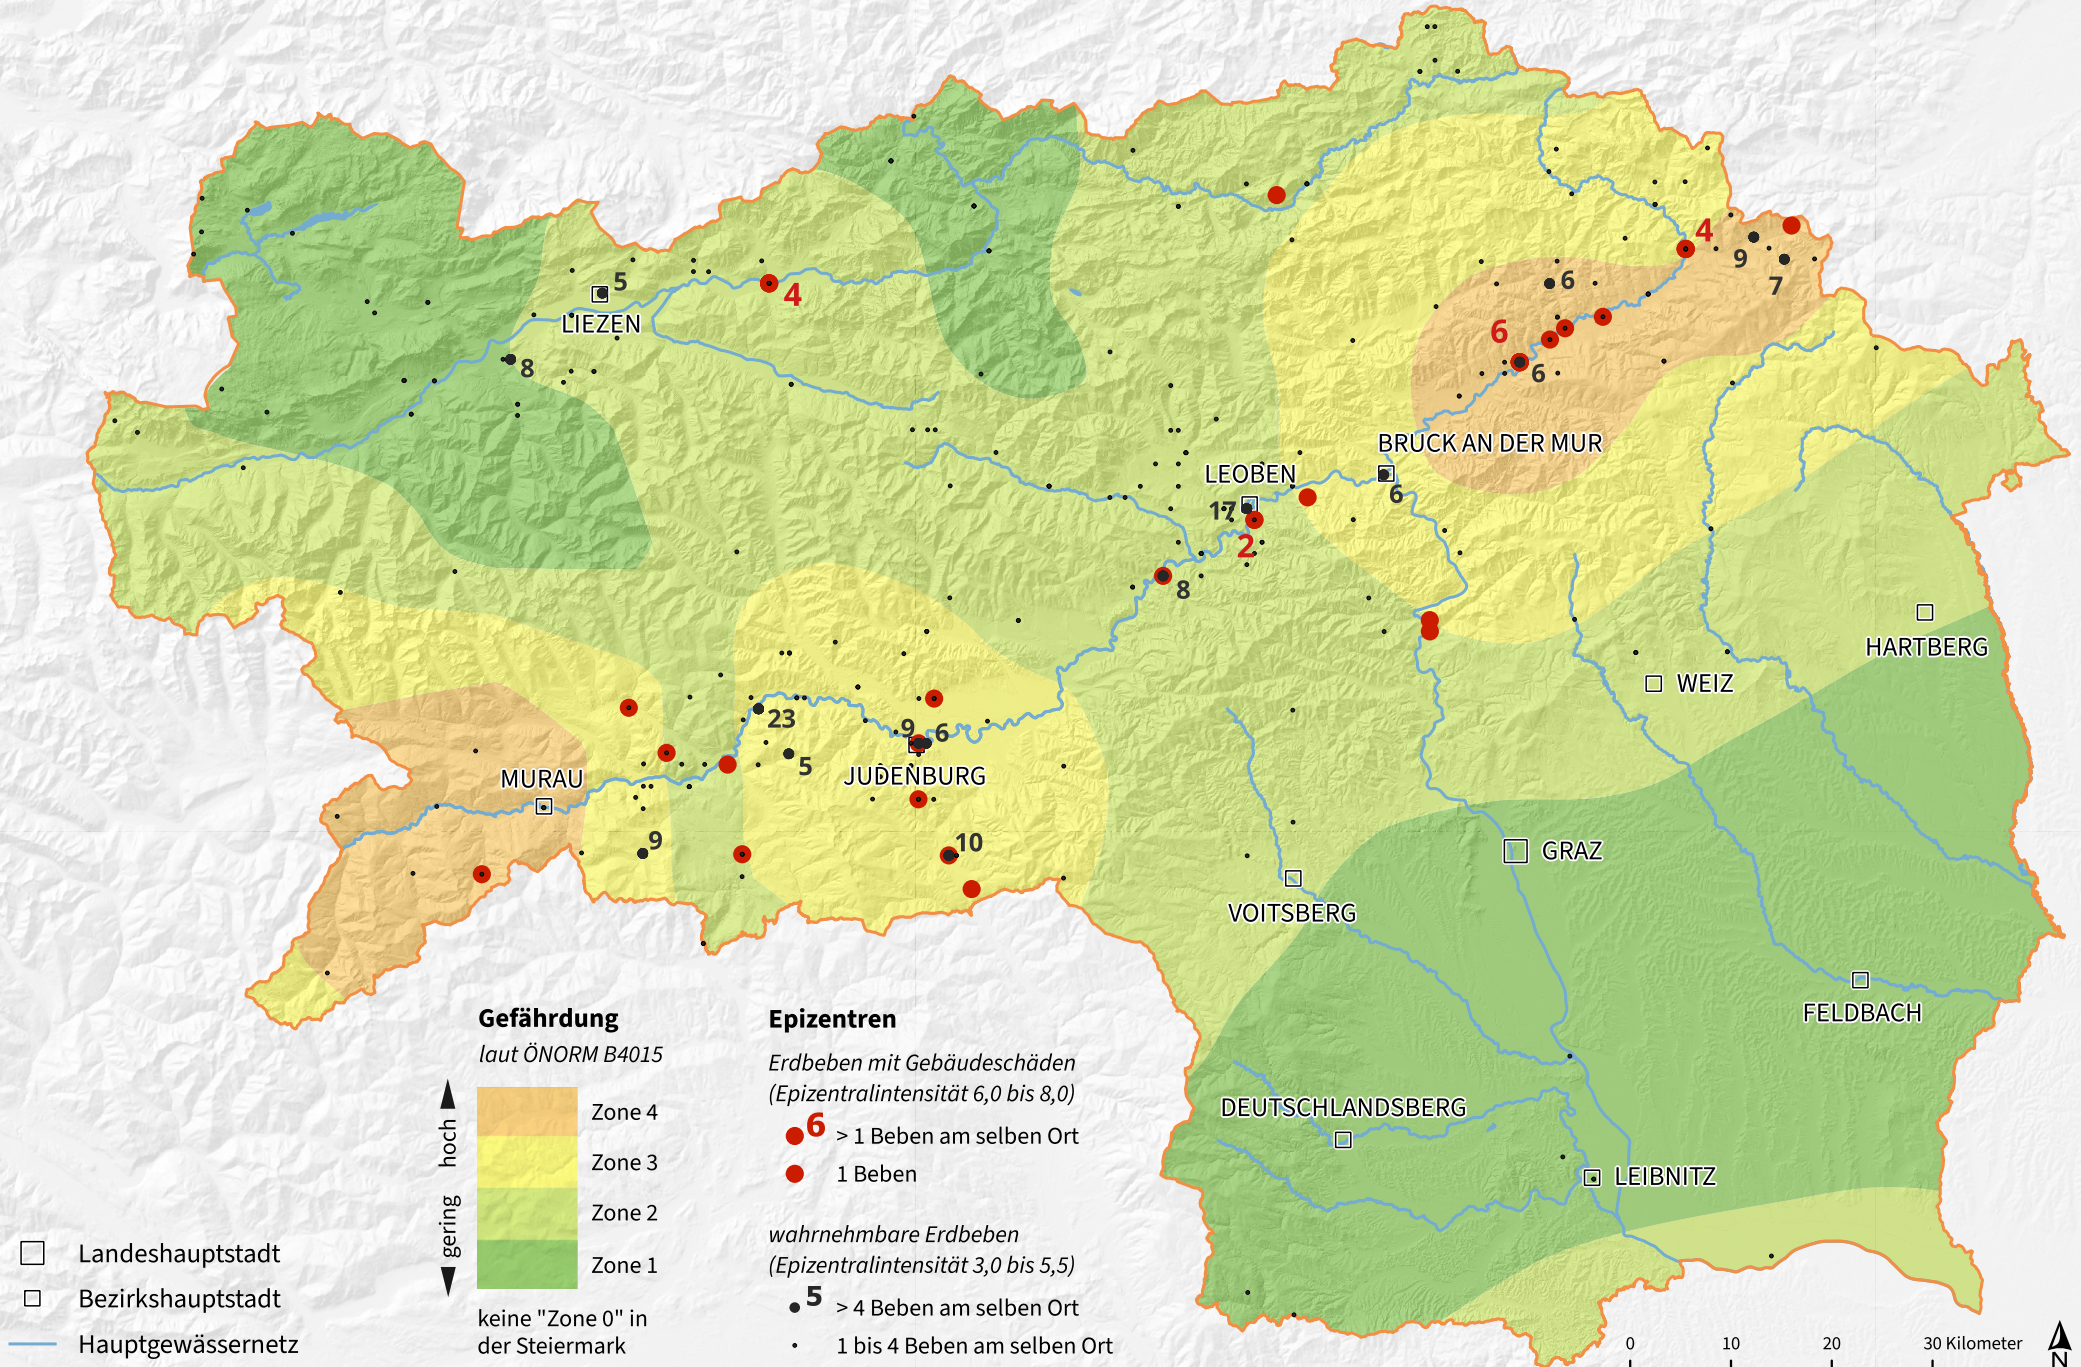 4
9
7
5
6
LIEZEN
4
6
8
6
BRUCK AN DER MUR
LEOBEN
6
17
2
8
HARTBERG
WEIZ
23
9
6
5
JUDENBURG
MURAU
9
10
GRAZ
VOITSBERG
FELDBACH
DEUTSCHLANDSBERG
LEIBNITZ
Gefährdung
laut ÖNORM B4015
hoch
gering
Zone 4
Zone 3
Zone 2
Zone 1
keine "Zone 0" in
der Steiermark
Epizentren
Erdbeben mit Gebäudeschäden
(Epizentralintensität 6,0 bis 8,0)
6
> 1 Beben am selben Ort
1 Beben
wahrnehmbare Erdbeben
(Epizentralintensität 3,0 bis 5,5)
5
> 4 Beben am selben Ort
1 bis 4 Beben am selben Ort
Landeshauptstadt
Bezirkshauptstadt
Hauptgewässernetz
0 10 20 30 Kilometer
N